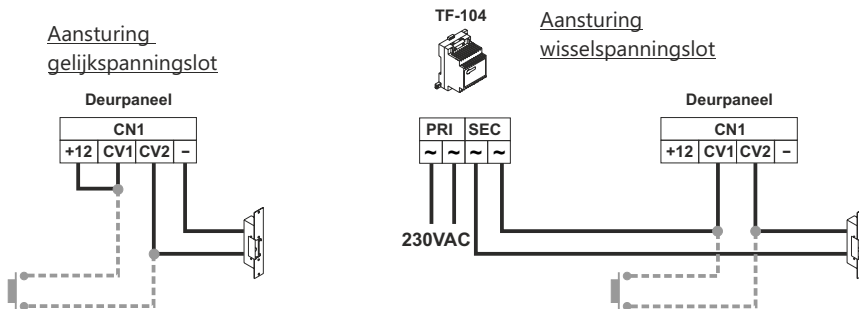 Aansturing
gelijkspanningslot
Deurpaneel
CN1
+12 CV1 CV2 –
TF-104
Aansturing
wisselspanningslot
PRI SEC
~ ~ ~ ~
230VAC
Deurpaneel
CN1
+12 CV1 CV2 –